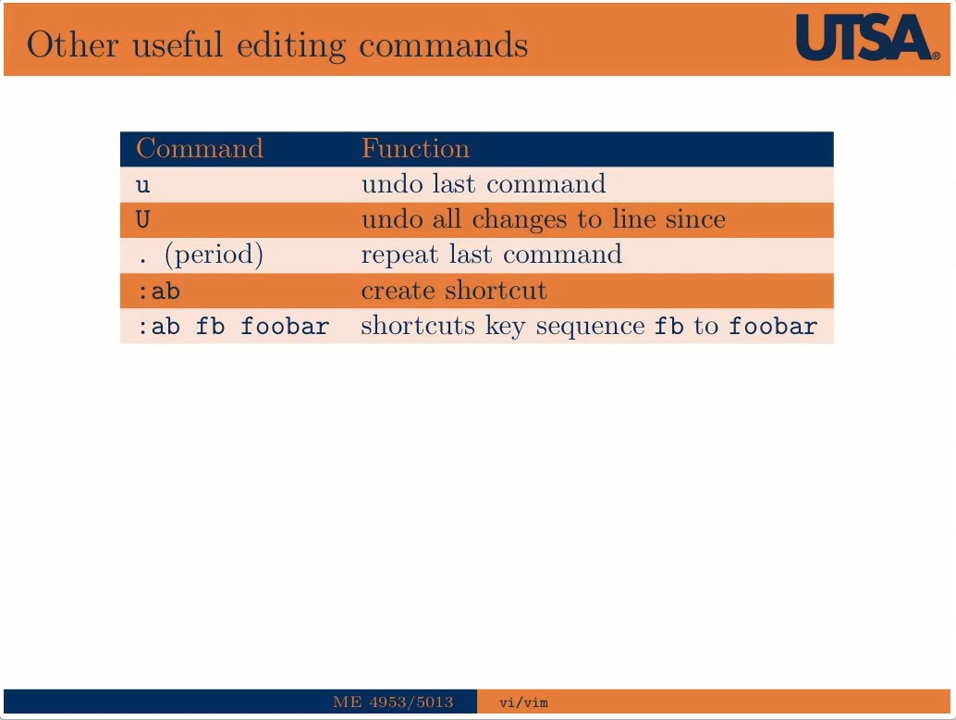 Other useful editing commands
UTSA®
Command Function
u undo last command
U undo all changes to line since
. (period) repeat last command
:ab create shortcut
:ab fb foobar shortcuts key sequence fb to foobar
ME 4953/5013 vi/vim